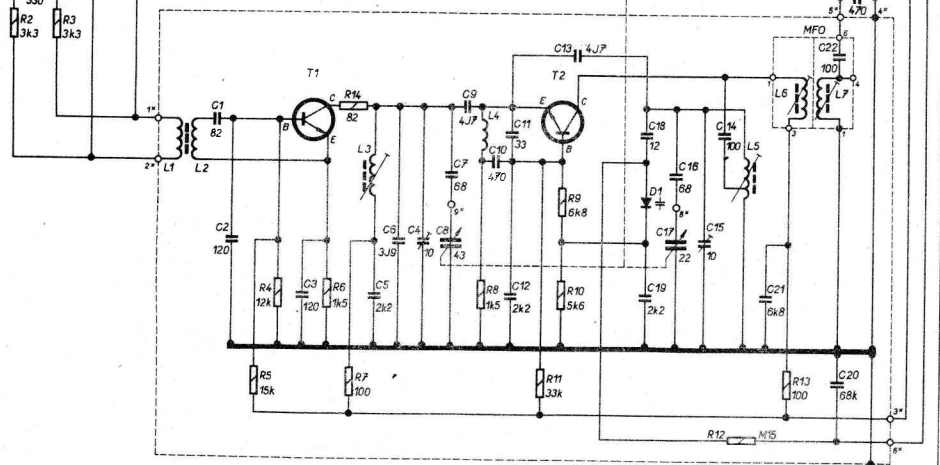 330
R2
3k3
R3
3k3
5*
470
4*
MFO
6
C22
100
C13
4J7
T1
T2
C
R14
82
C9
4J7
L4
E
C
1
L6
L7
4
3
1
1*
C1
82
B
E
C11
33
C18
12
C14
100
L5
2*
L1
L2
L3
C10
470
B
C7
68
9*
R9
6k8
D1
C16
68
8*
C2
120
C6
3J9
C4
10
C8
43
C17
22
C15
10
R4
12k
C3
120
R6
1k5
C5
2k2
R8
1k5
C12
2k2
R10
5k6
C19
2k2
C21
6k8
R5
15k
R7
100
R11
33k
R13
100
C20
68k
3*
R12
M15
6*